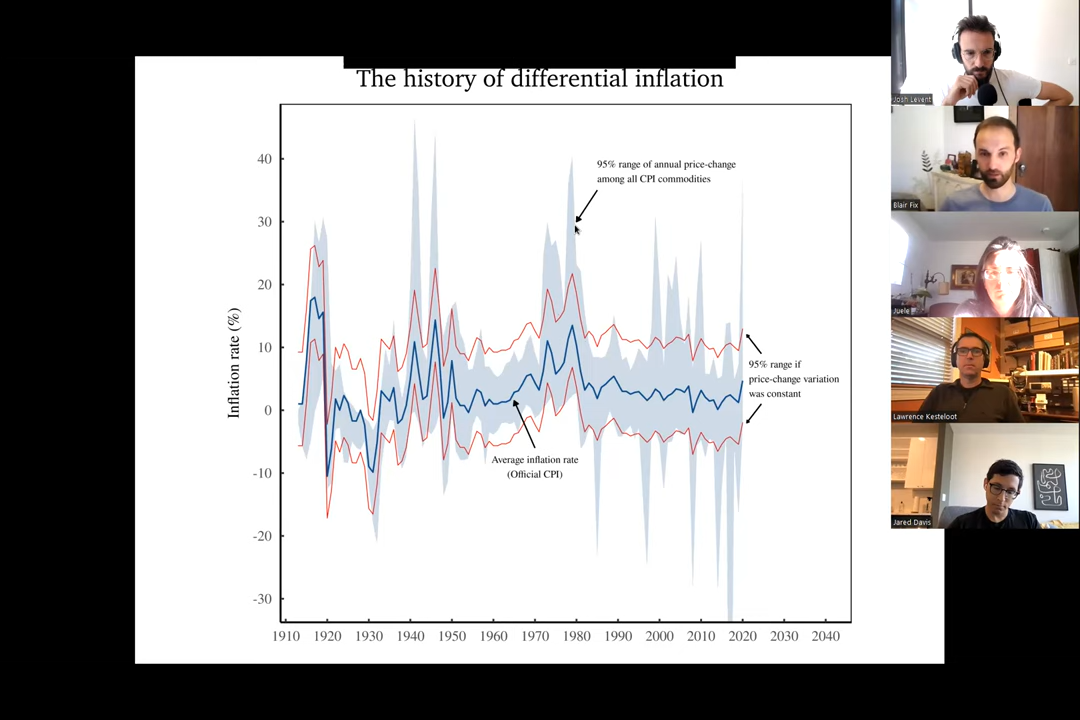 The history of differential inflation
Inflation rate (%)
40
30
20
10
0
-10
-20
-30
95% range of annual price-change
among all CPI commodities
95% range if
price-change variation
was constant
Average inflation rate
(Official CPI)
1910 1920 1930 1940 1950 1960 1970 1980 1990 2000 2010 2020 2030 2040
Josh Levent
Blair Fix
Juele
Lawrence Kesteloot
Jared Davis